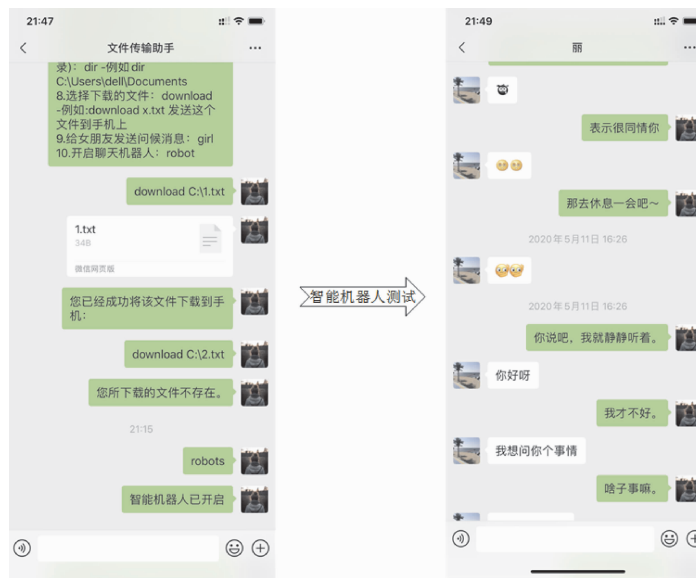 21:47
文件传输助手
录)： dir -例如 dir
C:\Users\dell\Documents
8.选择下载的文件： download
-例如:download x.txt 发送这个
文件到手机上
9.给女朋友发送问候消息： girl
10.开启聊天机器人： robot
download C:\1.txt
1.txt
34B
微信网页版
您已经成功将该文件下载到手
机:
download C:\2.txt
您所下载的文件不存在。
21:15
robots
智能机器人已开启
智能机器人测试
21:49
丽
表示很同情你
那去休息一会吧～
2020年5月11日 16:26
2020年5月11日 16:26
你说吧，我就静静听着。
你好呀
我才不好。
我想问你个事情
啥子事嘛。